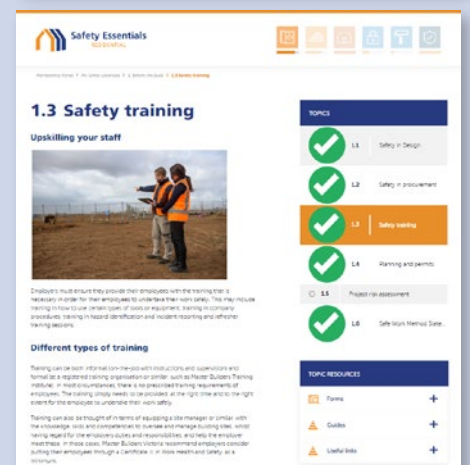 Safety Essentials
RESIDENTIAL
1.3 Safety training
1.3 Safety training
Upskilling your staff
Employers must ensure they provide their employees with the training that is
necessary in order for their employees to undertake their work safely. This may include
training in how to use certain types of tools or equipment, training in company
procedures, training in hazard identification and incident reporting and refresher
training sessions.
Different types of training
Training can be both informal (on-the-job with instructions and supervision) and
formal (i.e. a registered training organisation or similar, such as Master Builders Training
Institute). In most circumstances, there is no prescribed training requirements of
employees. The training simply needs to be provided, at the right time and to the right
extent for the employee to undertake their work safely.
Training can also be thought of in terms of equipping a site manager or similar, with
the knowledge, skills and competencies to oversee and manage building sites, whilst
having regard for the employers duties and responsibilities, and help the employer
meet these. In those cases, Master Builders Victoria recommend employers consider
putting their employees through a Certificate IV in Work Health and Safety, as a
minimum.
TOPICS
1.1 Safety in Design
1.2 Safety in procurement
1.3 Safety training
1.4 Planning and permits
1.5 Project risk assessment
Safe Work Method State...
TOPIC RESOURCES
Forms +
Guides +
Useful links +